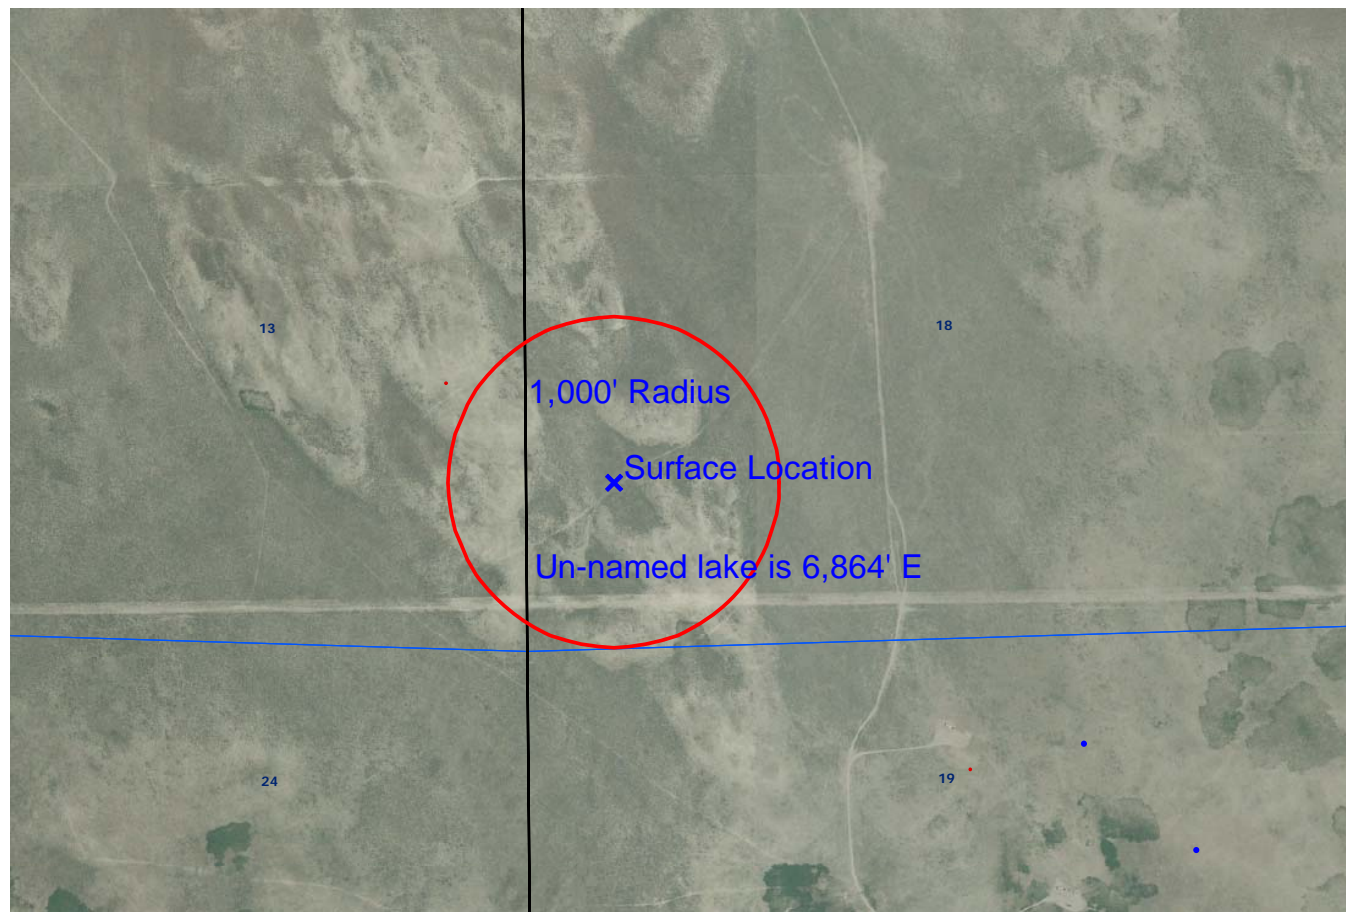 13
18
1,000' Radius
Surface Location
Un-named lake is 6,864' E
24
19